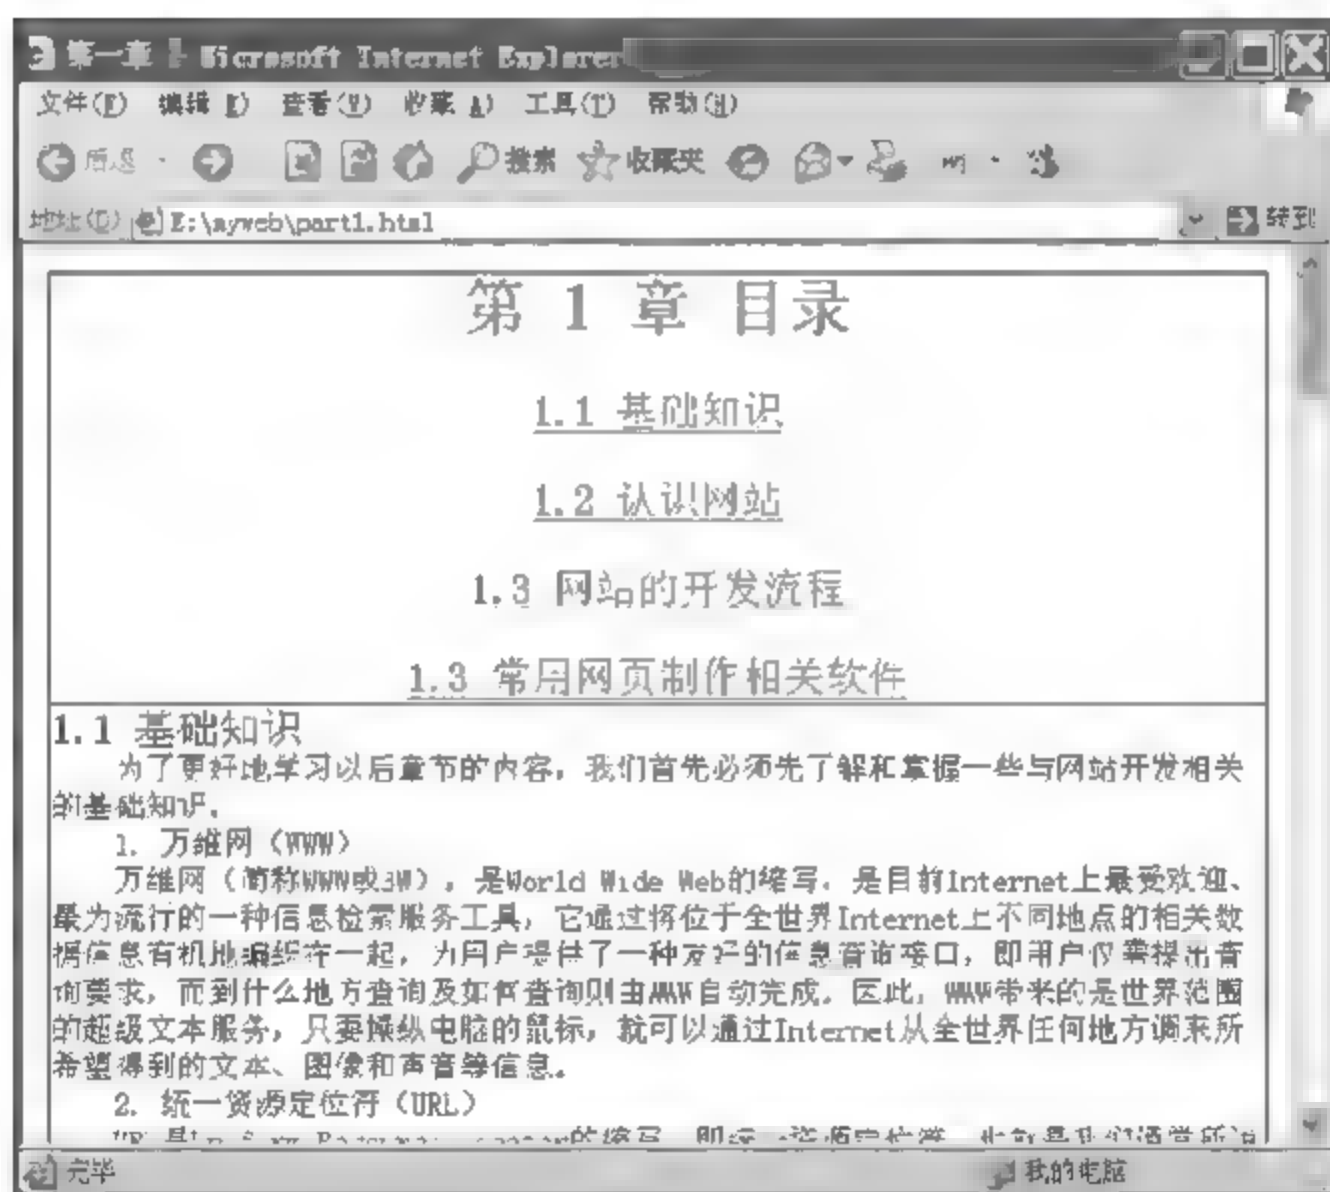 第一章 - Microsoft Internet Explorer
文件(F) 编辑(E) 查看(V) 收藏(A) 工具(T) 帮助(H)
后退 搜索 收藏夹
地址(D) E:\myweb\part1.html 转到
第 1 章 目录
1.1 基础知识
1.2 认识网站
1.3 网站的开发流程
1.3 常用网页制作相关软件
1.1 基础知识
为了更好地学习以后章节的内容，我们首先必须先了解和掌握一些与网站开发相关
的基础知识。
1. 万维网（WWW）
万维网（简称WWW或3W），是World Wide Web的缩写，是目前Internet上最受欢迎、
最为流行的一种信息检索服务工具，它通过将位于全世界Internet上不同地点的相关数
据信息有机地编织在一起，为用户提供了一种友好的信息查询接口，即用户仅需提出查
询要求，而到什么地方查询及如何查询则由WWW自动完成。因此，WWW带来的是世界范围
的超级文本服务，只要操纵电脑的鼠标，就可以通过Internet从全世界任何地方调来所
希望得到的文本、图像和声音等信息。
2. 统一资源定位符（URL）
完毕 我的电脑